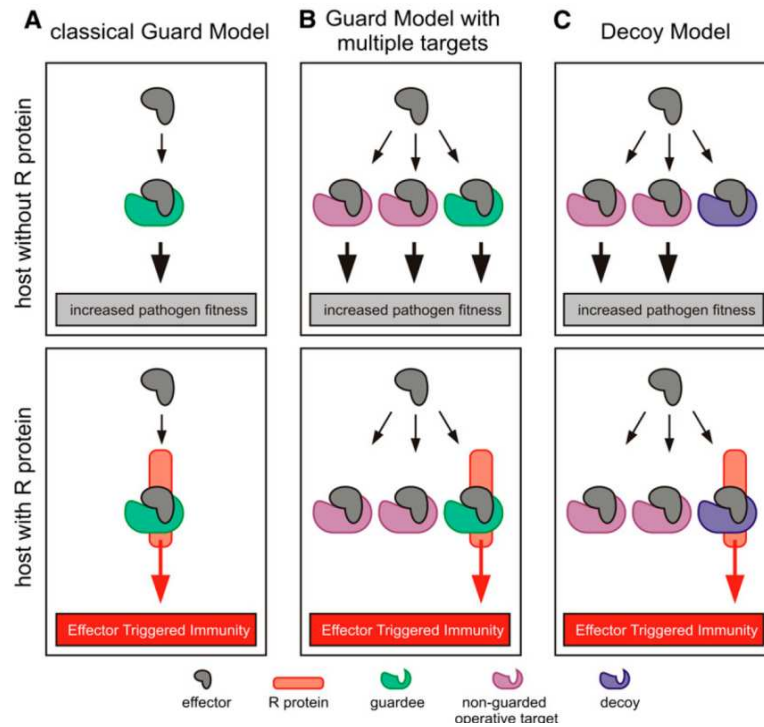 A classical Guard Model
B Guard Model with
multiple targets
C Decoy Model
host without R protein
increased pathogen fitness
increased pathogen fitness
increased pathogen fitness
host with R protein
Effector Triggered Immunity
Effector Triggered Immunity
Effector Triggered Immunity
effector
R protein
guardee
non-guarded
operative target
decoy